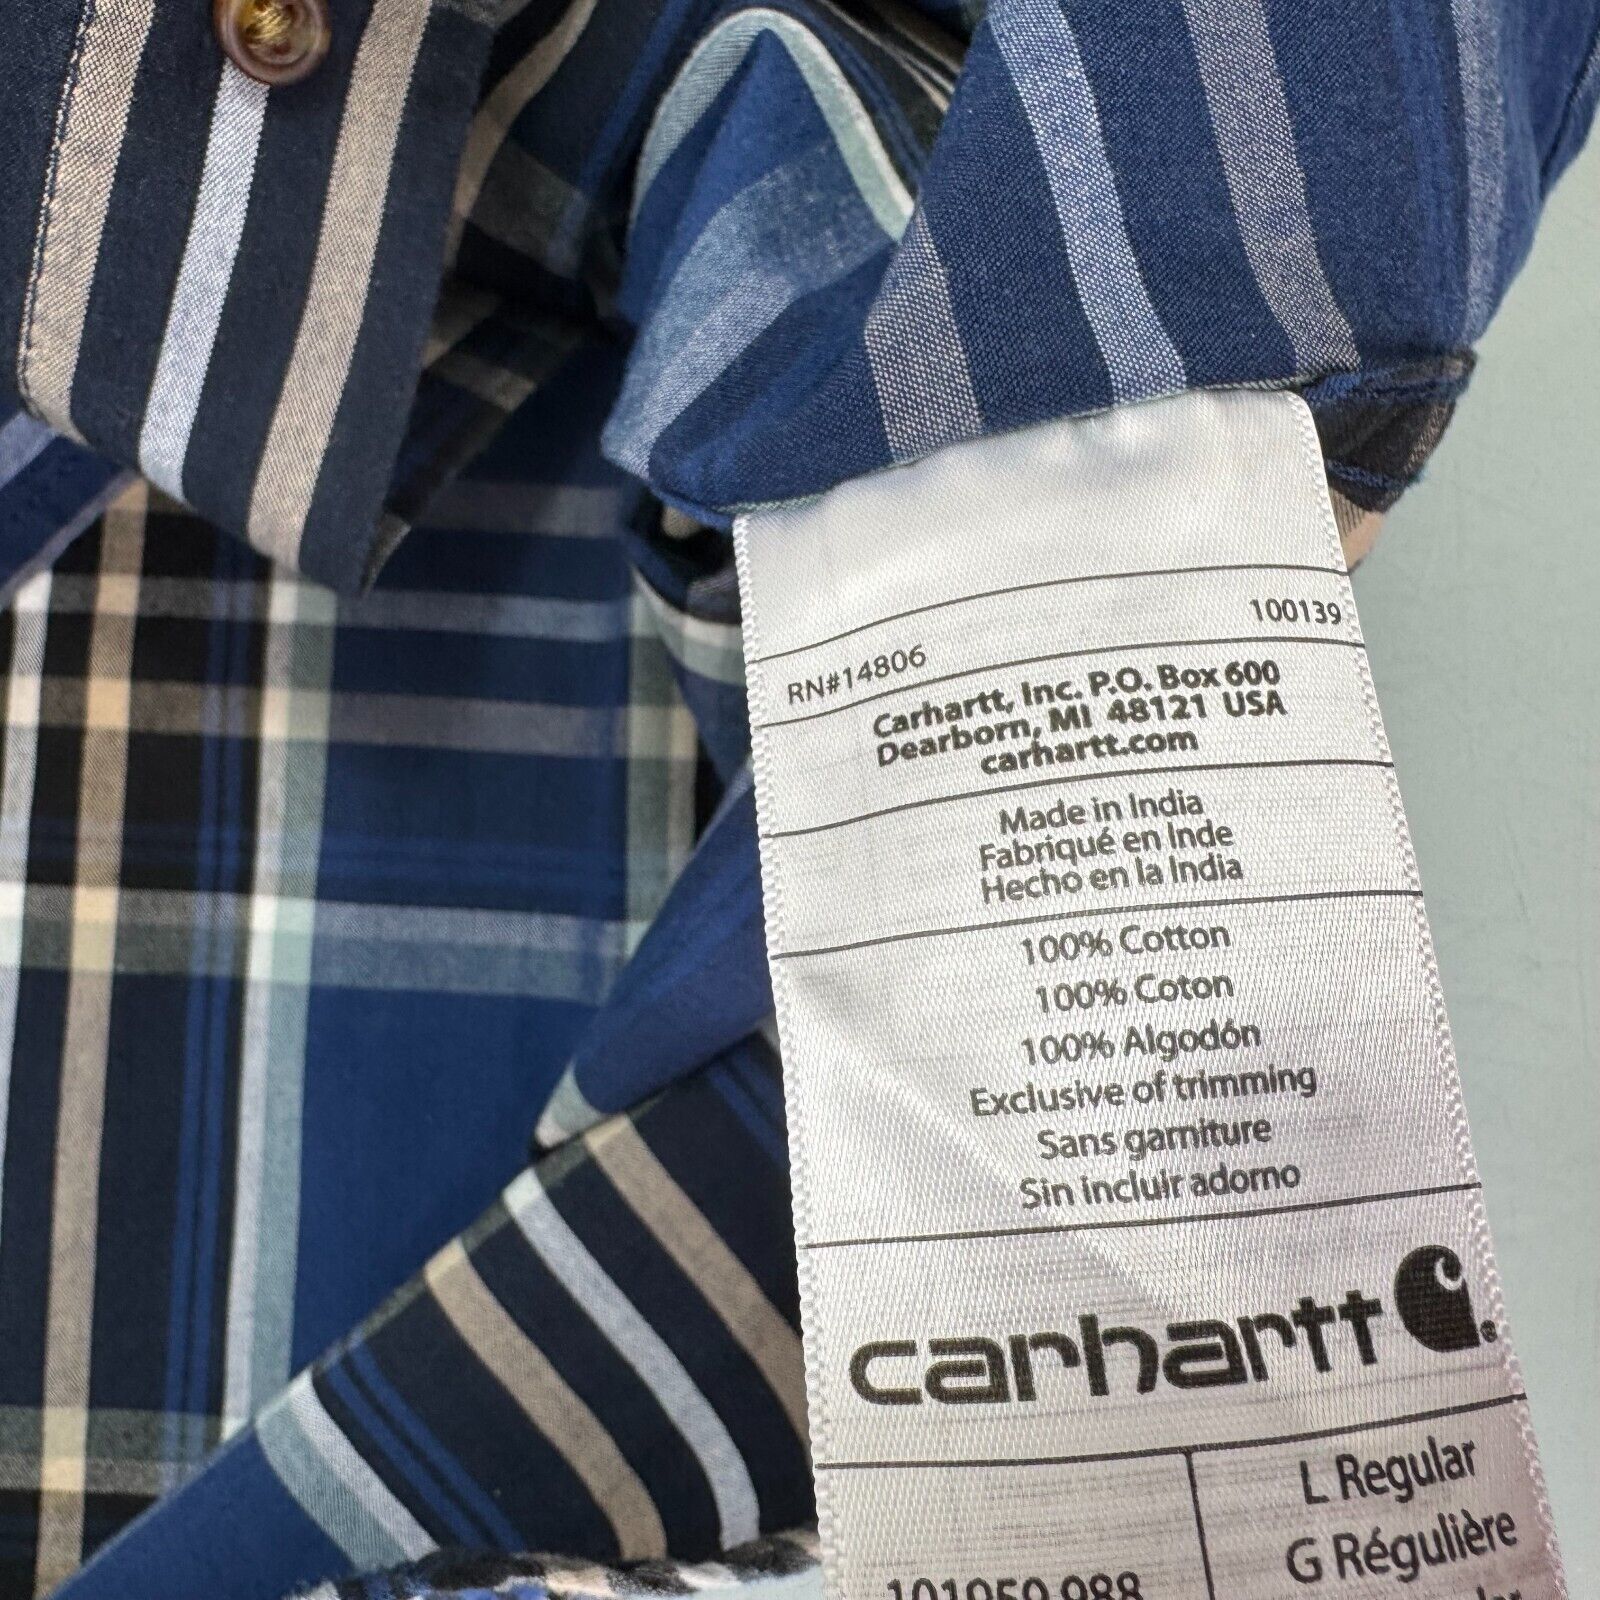 100139
RN#14806
Carhartt, Inc. P.O. Box 600
Dearborn, MI 48121 USA
carhartt.com
Made in India
Fabriqué en Inde
Hecho en la India
100% Cotton
100% Coton
100% Algodón
Exclusive of trimming
Sans garniture
Sin incluir adorno
carhartt
L Regular
G Régulière
101959 988